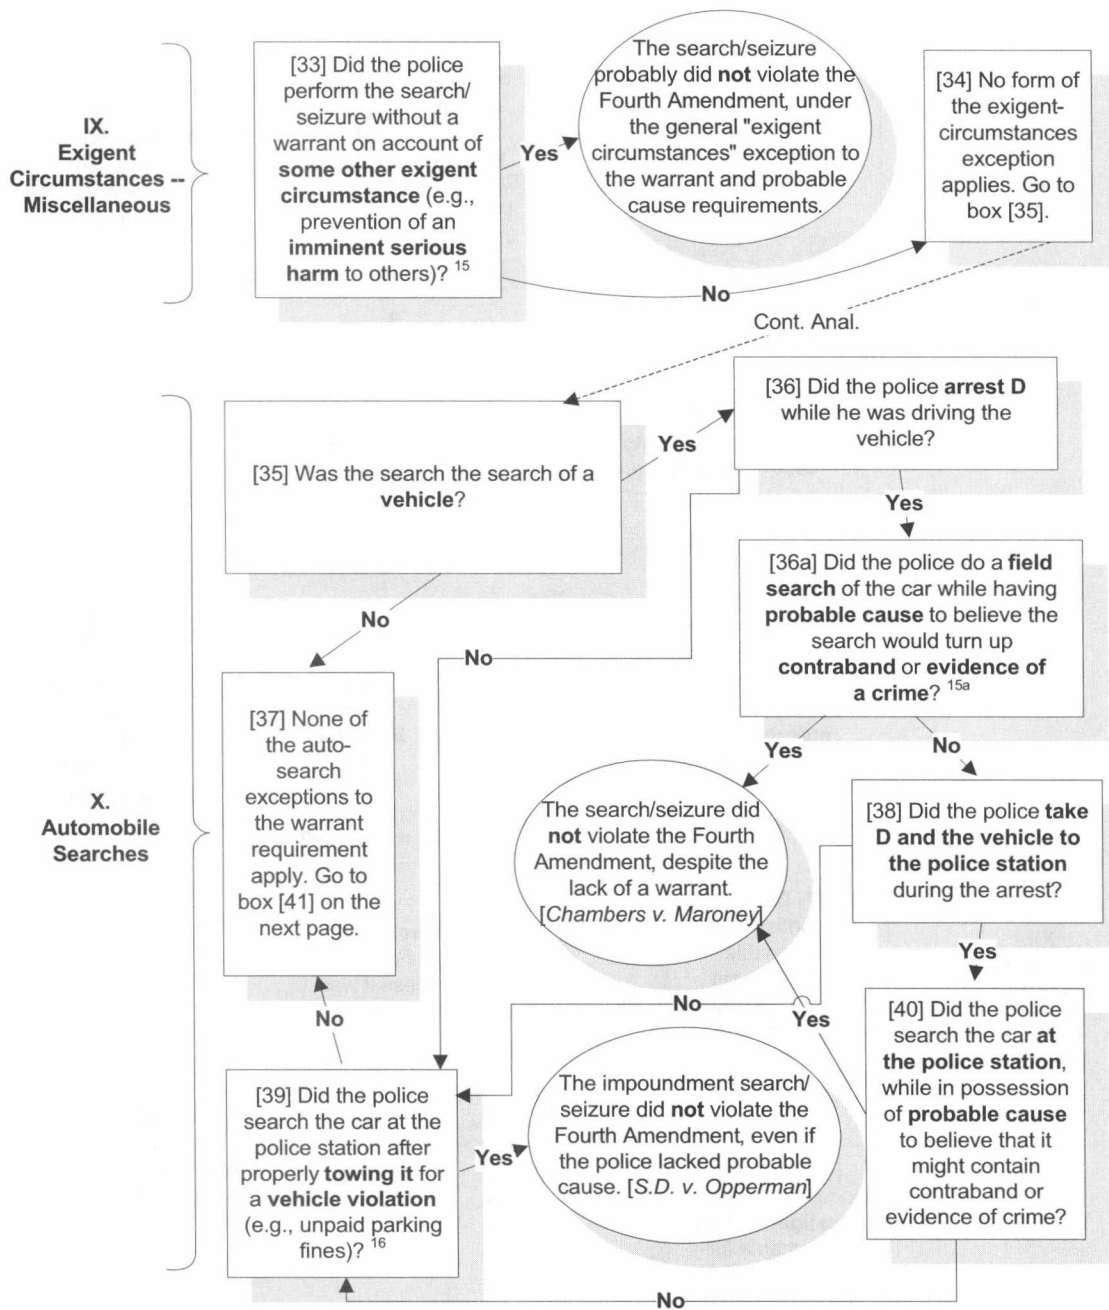 IX.
Exigent
Circumstances --
Miscellaneous
[33] Did the police
perform the search/
seizure without a
warrant on account of
some other exigent
circumstance (e.g.,
prevention of an
imminent serious
harm to others)? 15
Yes
The search/seizure
probably did not violate the
Fourth Amendment, under
the general "exigent
circumstances" exception to
the warrant and probable
cause requirements.
[34] No form of
the exigent-
circumstances
exception
applies. Go to
box [35].
No
Cont. Anal.
X.
Automobile
Searches
[35] Was the search the search of a
vehicle?
Yes
[36] Did the police arrest D
while he was driving the
vehicle?
Yes
No
No
[36a] Did the police do a field
search of the car while having
probable cause to believe the
search would turn up
contraband or evidence of
a crime? 15a
Yes
No
[37] None of
the auto-
search
exceptions to
the warrant
requirement
apply. Go to
box [41] on the
next page.
The search/seizure did
not violate the Fourth
Amendment, despite the
lack of a warrant.
[Chambers v. Maroney]
[38] Did the police take
D and the vehicle to
the police station
during the arrest?
Yes
No
No
Yes
[40] Did the police
search the car at
the police station,
while in possession
of probable cause
to believe that it
might contain
contraband or
evidence of crime?
[39] Did the police
search the car at the
police station after
properly towing it for
a vehicle violation
(e.g., unpaid parking
fines)? 16
Yes
The impoundment search/
seizure did not violate the
Fourth Amendment, even if
the police lacked probable
cause. [S.D. v. Opperman]
No